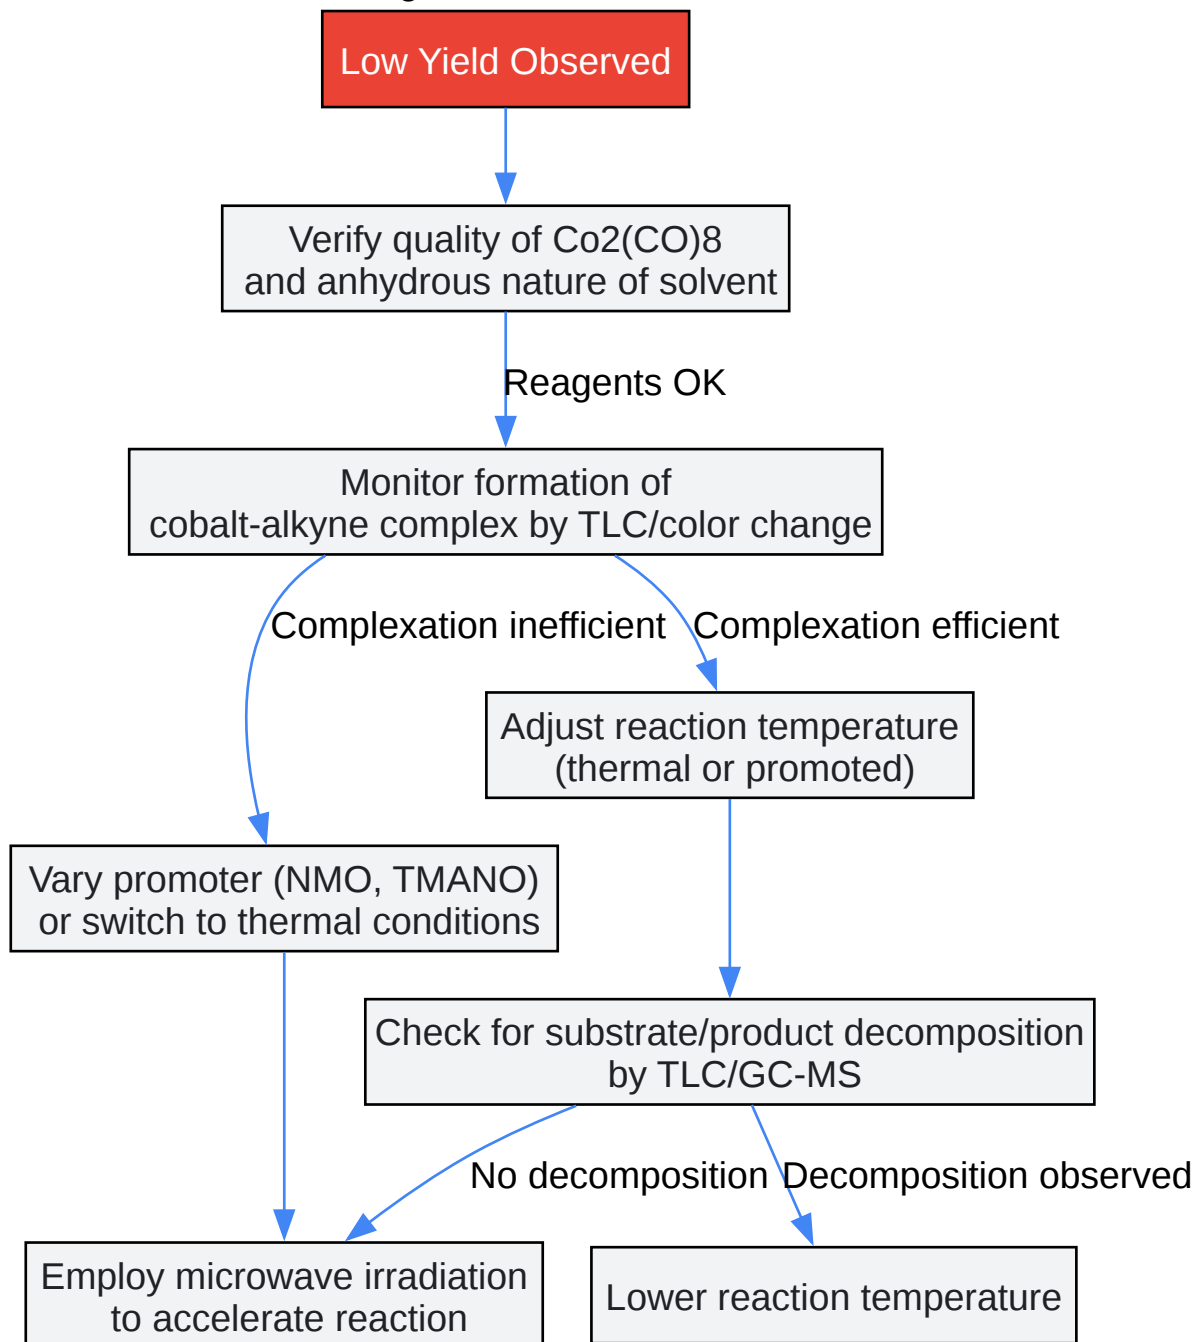 Low Yield Observed
Verify quality of Co2(CO)8
and anhydrous nature of solvent
Reagents OK
Monitor formation of
cobalt-alkyne complex by TLC/color change
Complexation inefficient
Complexation efficient
Adjust reaction temperature
(thermal or promoted)
Vary promoter (NMO, TMANO)
or switch to thermal conditions
Check for substrate/product decomposition
by TLC/GC-MS
No decomposition
Decomposition observed
Employ microwave irradiation
to accelerate reaction
Lower reaction temperature